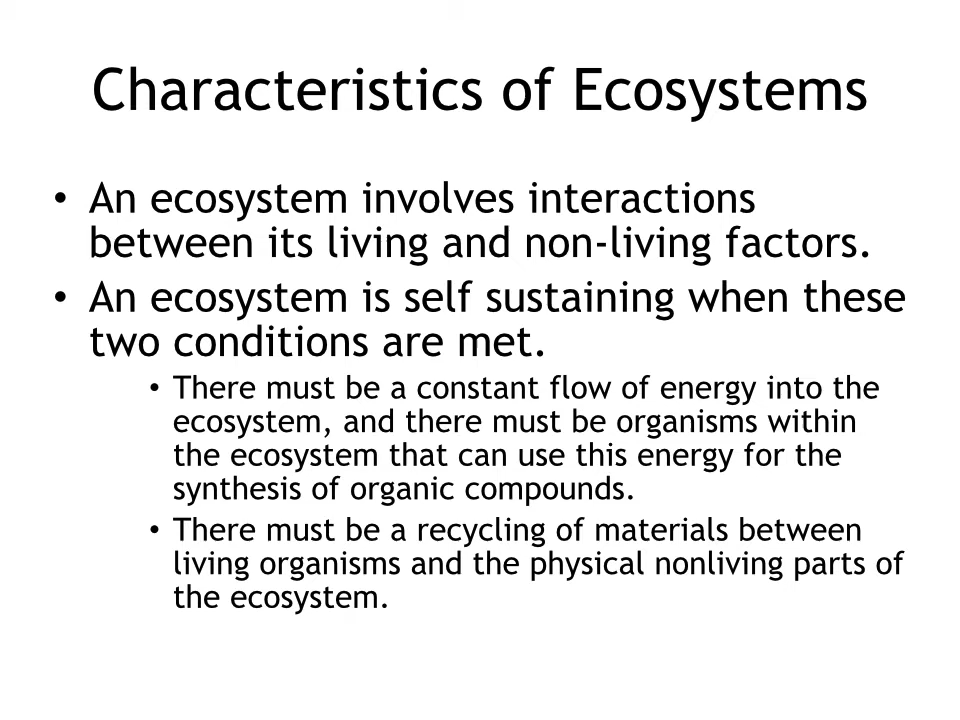 Characteristics of Ecosystems
• An ecosystem involves interactions
between its living and non-living factors.
• An ecosystem is self sustaining when these
two conditions are met.
• There must be a constant flow of energy into the
ecosystem, and there must be organisms within
the ecosystem that can use this energy for the
synthesis of organic compounds.
• There must be a recycling of materials between
living organisms and the physical nonliving parts of
the ecosystem.